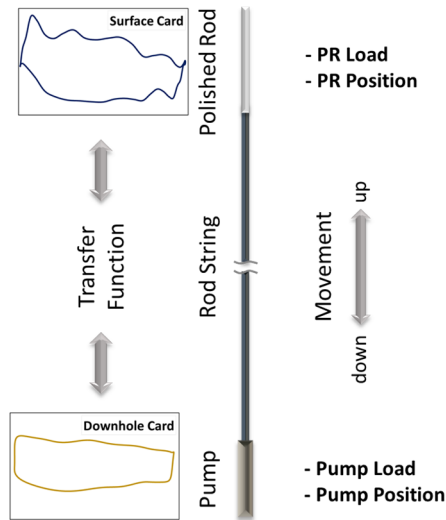 Surface Card
Polished Rod
- PR Load
- PR Position
Transfer
Function
Rod String
Movement
up
down
Downhole Card
Pump
- Pump Load
- Pump Position